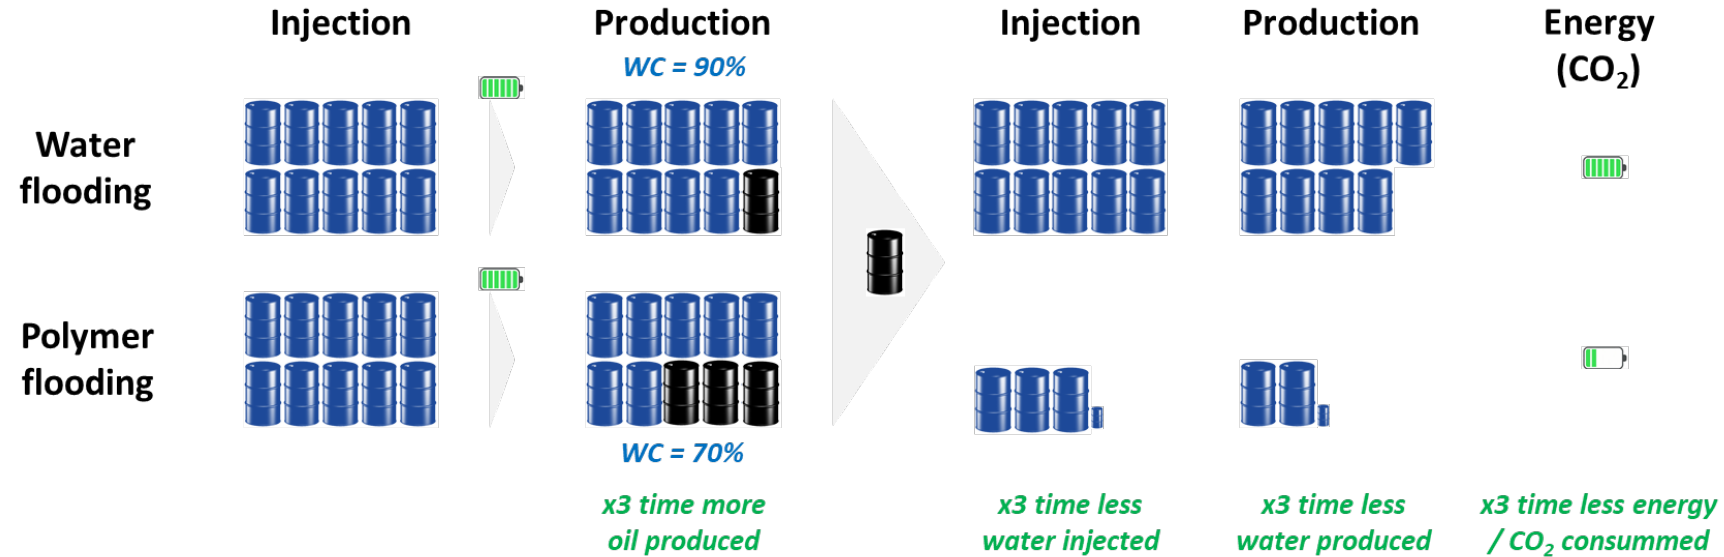 Injection
Production
Injection
Production
Energy
(CO₂)
WC = 90%
Water
flooding
Polymer
flooding
WC = 70%
x3 time more
oil produced
x3 time less
water injected
x3 time less
water produced
x3 time less energy
/ CO₂ consummed